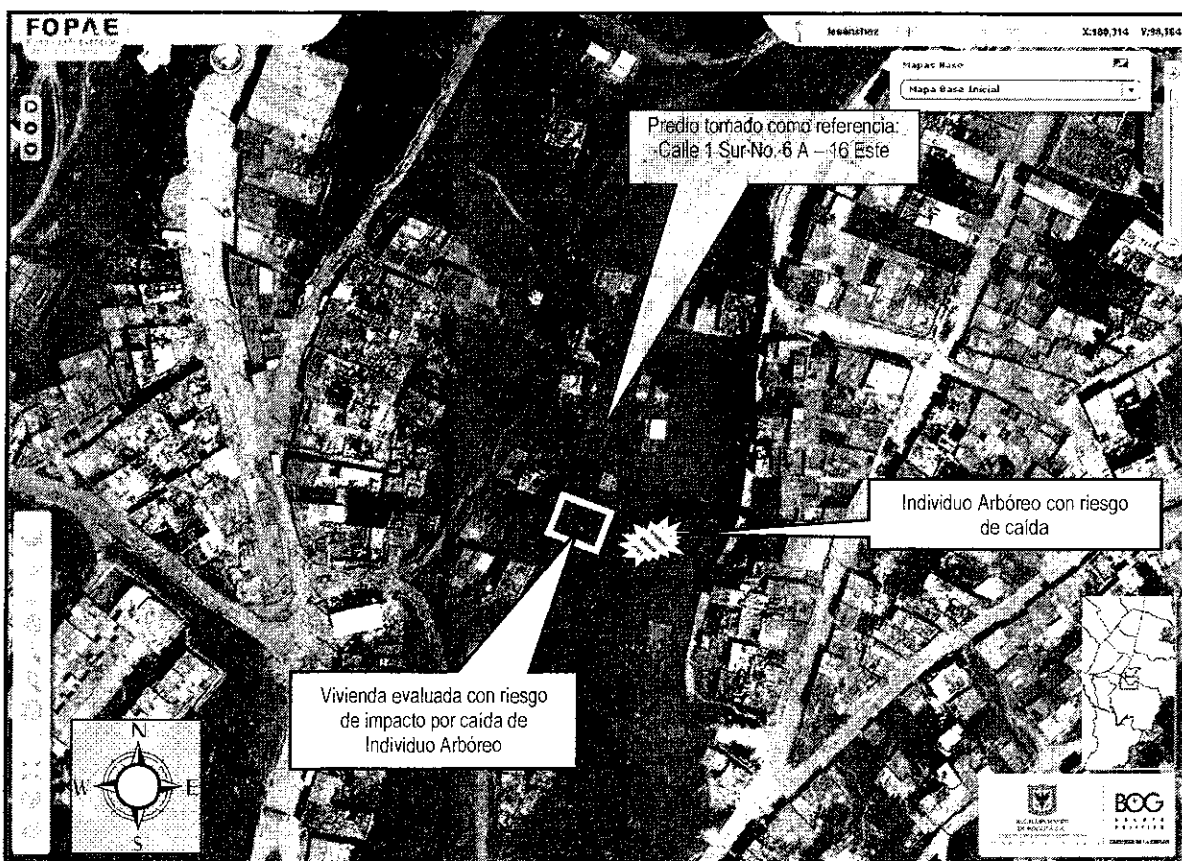 FOPAE
X:100,314 Y:98,164
Mapas Base
Mapa Base Inicial
Predio tomado como referencia:
Calle 1 Sur No. 6 A – 16 Este
Individuo Arbóreo con riesgo
de caída
Vivienda evaluada con riesgo
de impacto por caída de
Individuo Arbóreo
N
W E
S
BOG